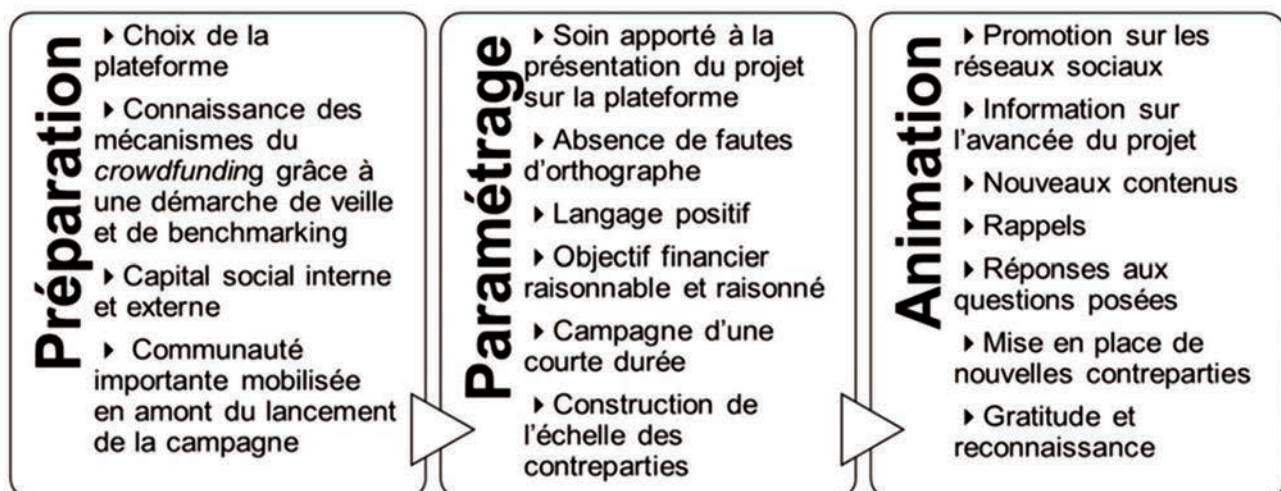 Préparation
▸ Choix de la
plateforme
▸ Connaissance des
mécanismes du
crowdfunding grâce à
une démarche de veille
et de benchmarking
▸ Capital social interne
et externe
▸ Communauté
importante mobilisée
en amont du lancement
de la campagne
Paramétrage
▸ Soin apporté à la
présentation du projet
sur la plateforme
▸ Absence de fautes
d'orthographe
▸ Langage positif
▸ Objectif financier
raisonnable et raisonné
▸ Campagne d'une
courte durée
▸ Construction de
l'échelle des
contreparties
Animation
▸ Promotion sur les
réseaux sociaux
▸ Information sur
l'avancée du projet
▸ Nouveaux contenus
▸ Rappels
▸ Réponses aux
questions posées
▸ Mise en place de
nouvelles contreparties
▸ Gratitude et
reconnaissance